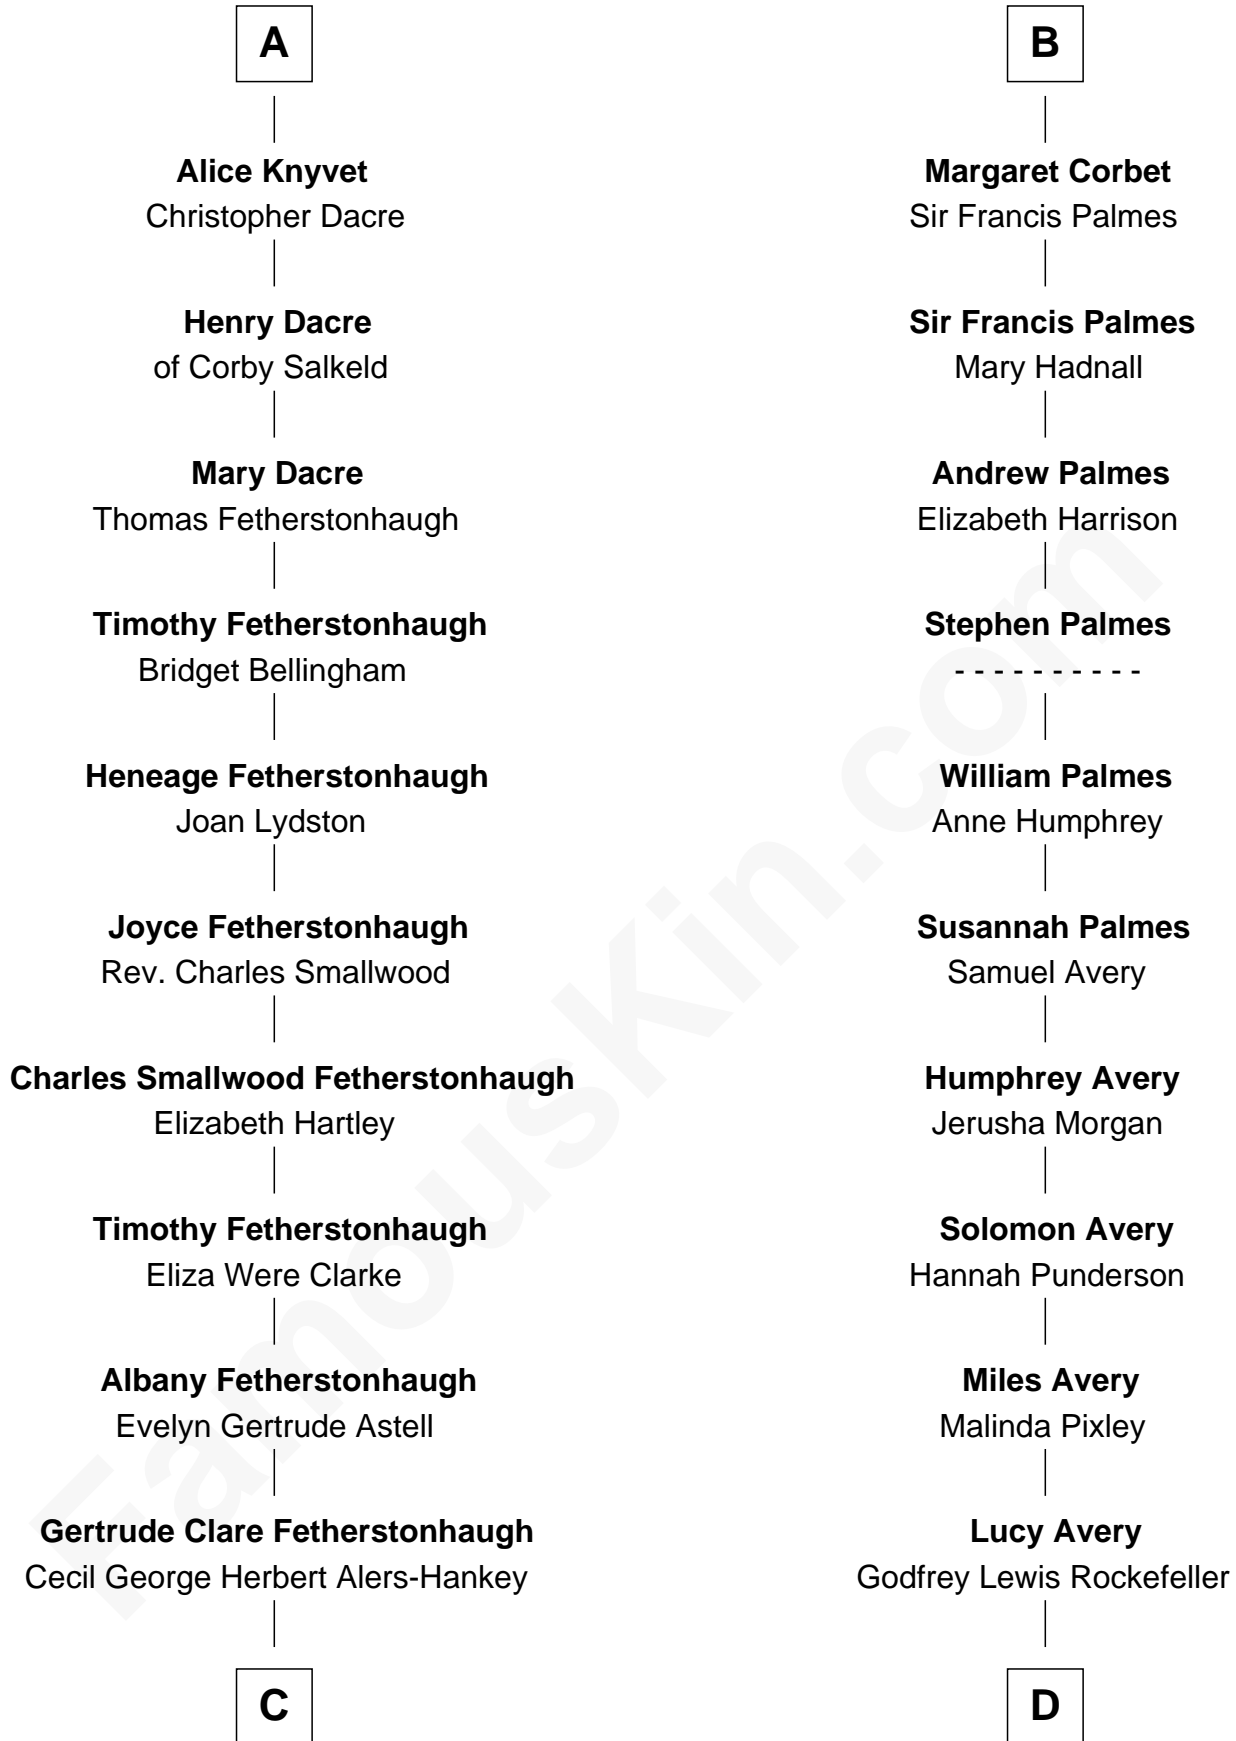 A
Alice Knyvet
Christopher Dacre
Henry Dacre
of Corby Salkeld
Mary Dacre
Thomas Fetherstonhaugh
Timothy Fetherstonhaugh
Bridget Bellingham
Heneage Fetherstonhaugh
Joan Lydston
Joyce Fetherstonhaugh
Rev. Charles Smallwood
Charles Smallwood Fetherstonhaugh
Elizabeth Hartley
Timothy Fetherstonhaugh
Eliza Were Clarke
Albany Fetherstonhaugh
Evelyn Gertrude Astell
Gertrude Clare Fetherstonhaugh
Cecil George Herbert Alers-Hankey
C
B
Margaret Corbet
Sir Francis Palmes
Sir Francis Palmes
Mary Hadnall
Andrew Palmes
Elizabeth Harrison
Stephen Palmes
- - - - - - - - - -
William Palmes
Anne Humphrey
Susannah Palmes
Samuel Avery
Humphrey Avery
Jerusha Morgan
Solomon Avery
Hannah Punderson
Miles Avery
Malinda Pixley
Lucy Avery
Godfrey Lewis Rockefeller
D
FamousKin.com